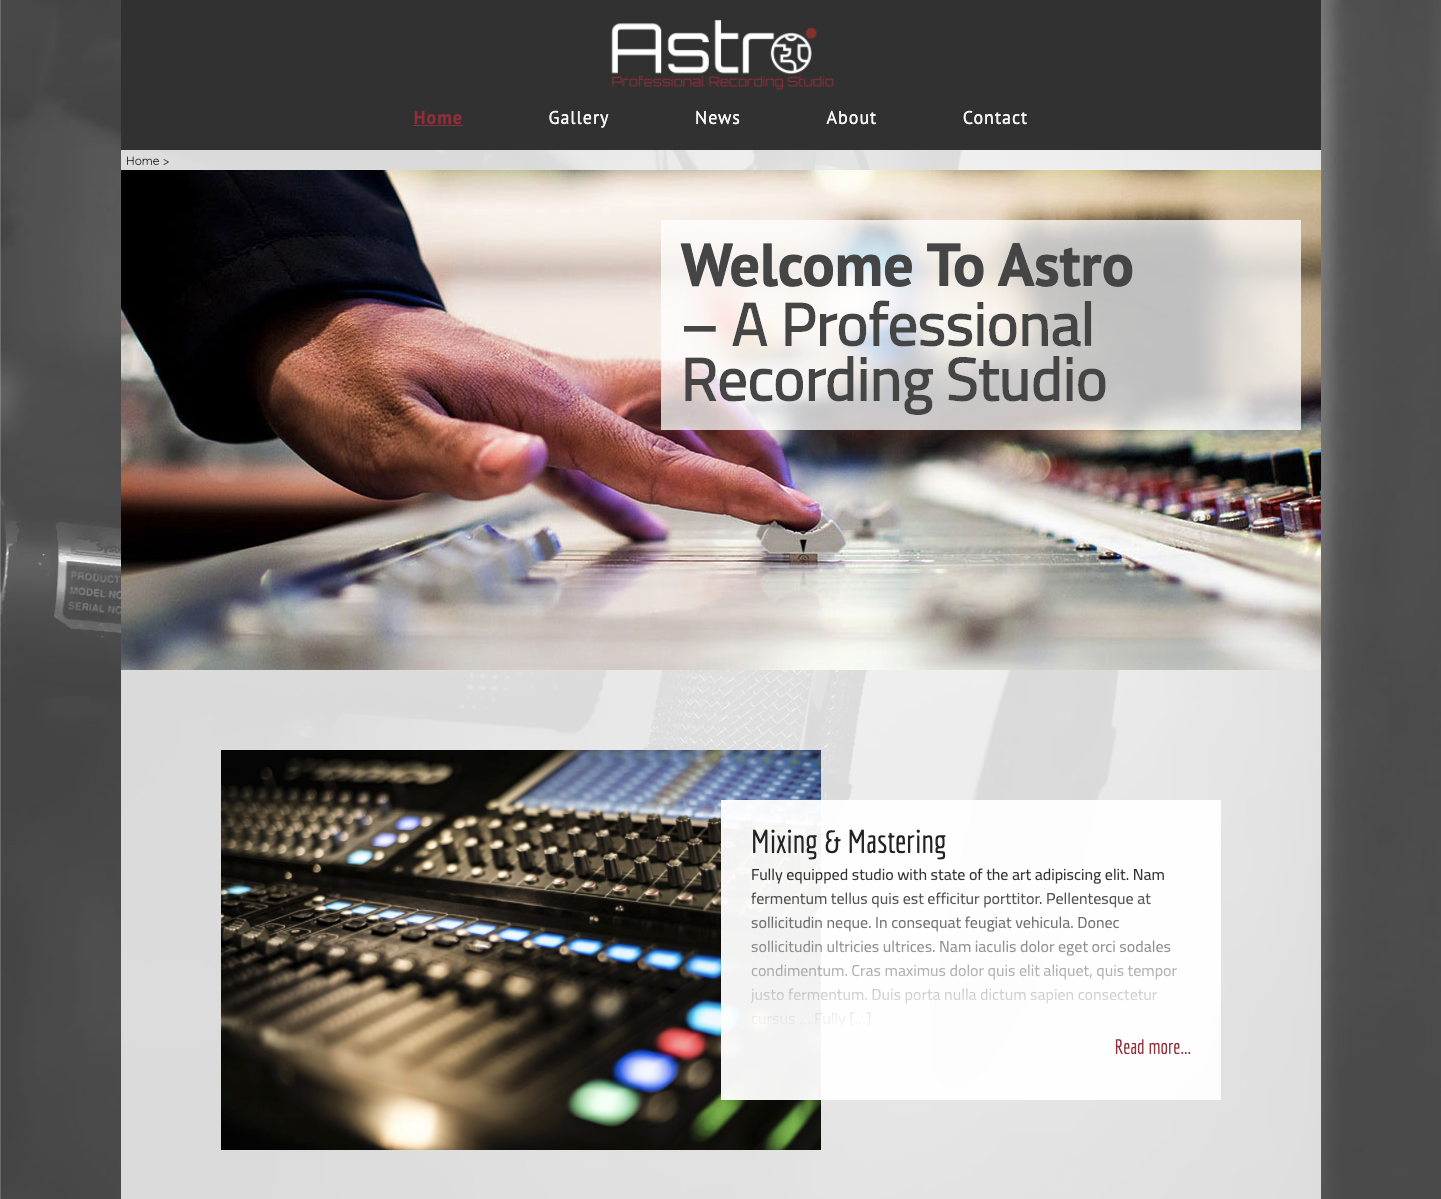 Astro
Professional Recording Studio
Home Gallery News About Contact
Home >
Welcome To Astro
– A Professional
Recording Studio
PRODUCT
MODEL NO
SERIAL NO
Mixing & Mastering
Fully equipped studio with state of the art adipiscing elit. Nam
fermentum tellus quis est efficitur porttitor. Pellentesque at
sollicitudin neque. In consequat feugiat vehicula. Donec
sollicitudin ultricies ultrices. Nam iaculis dolor eget orci sodales
condimentum. Cras maximus dolor quis elit aliquet, quis tempor
justo fermentum. Duis porta nulla dictum sapien consectetur
cursus ... Fully [...]
Read more...